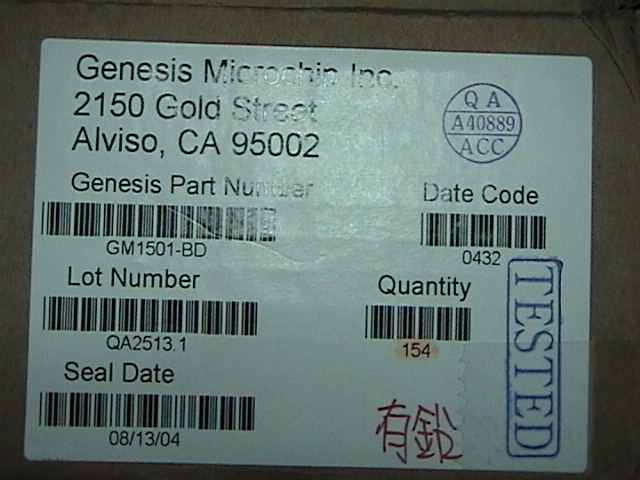 Genesis Microchip Inc.
2150 Gold Street
Alviso, CA 95002
QA
A40889
ACC
Genesis Part Number
GM1501-BD
Date Code
0432
Lot Number
QA2513.1
Quantity
154
TESTED
Seal Date
08/13/04
有鉛